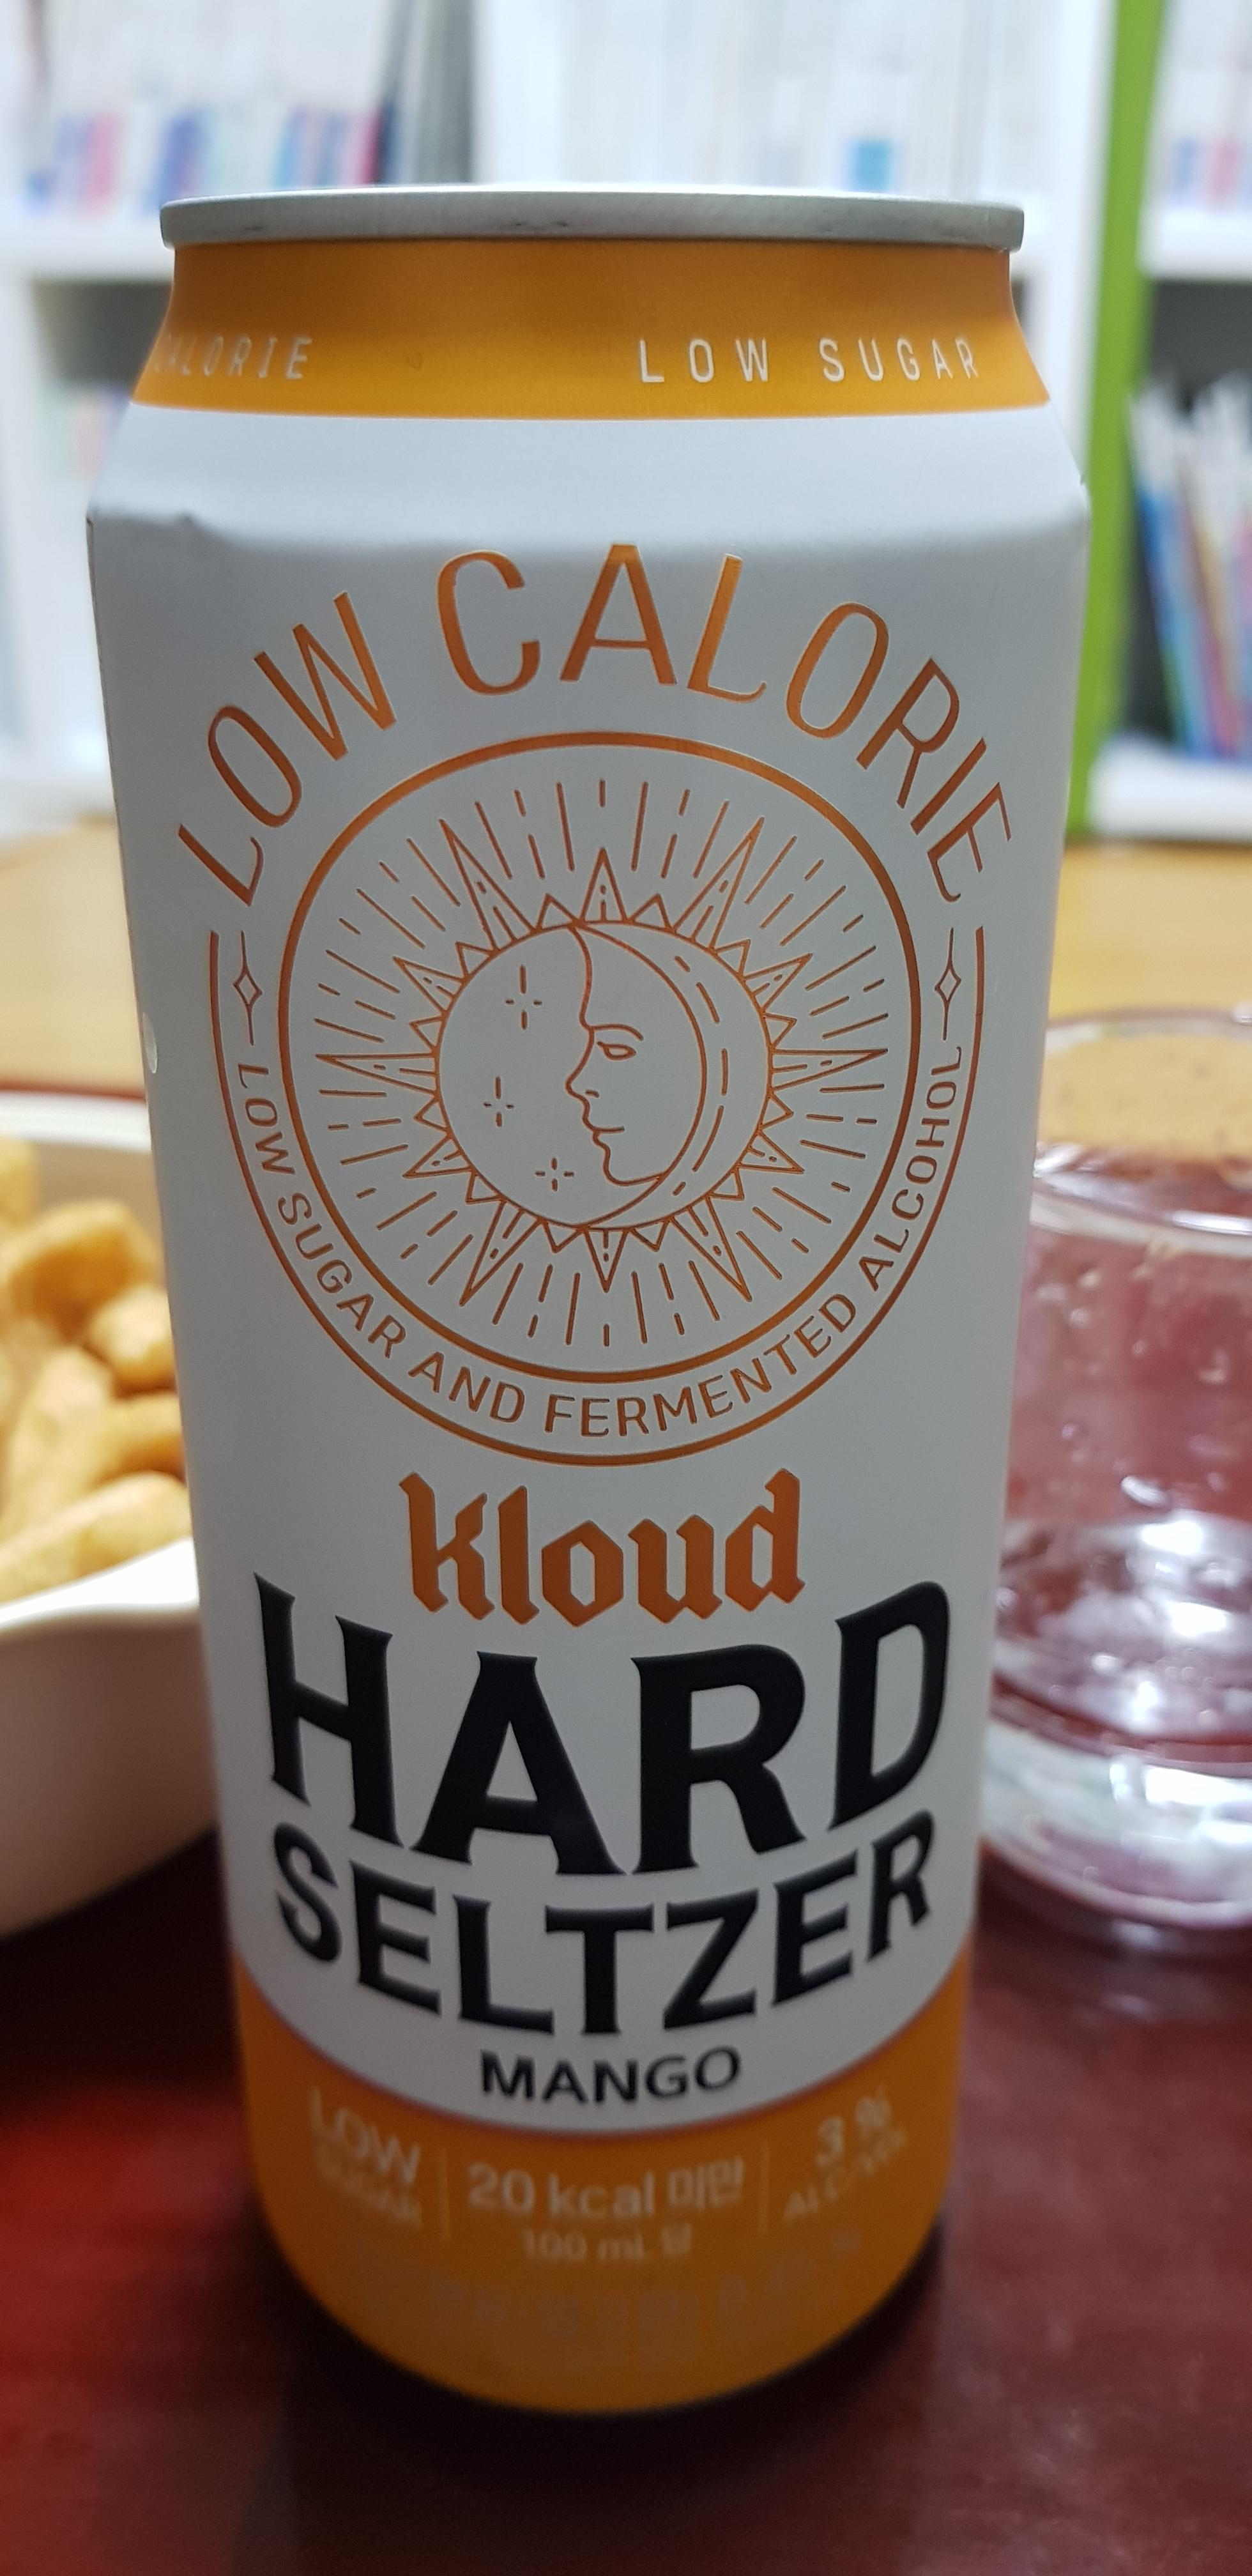 CALORIE
LOW SUGAR
LOW CALORIE
LOW SUGAR AND FERMENTED ALCOHOL
Kloud
HARD
SELTZER
MANGO
LOW
SUGAR
20 kcal 미만
100 mL 당
3 %